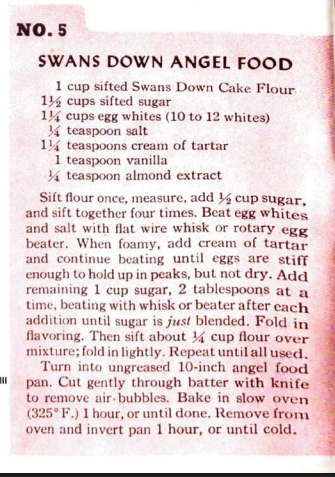 NO. 5
SWANS DOWN ANGEL FOOD
1 cup sifted Swans Down Cake Flour
1½ cups sifted sugar
1¼ cups egg whites (10 to 12 whites)
¼ teaspoon salt
1¼ teaspoons cream of tartar
1 teaspoon vanilla
¼ teaspoon almond extract
Sift flour once, measure, add ½ cup sugar,
and sift together four times. Beat egg whites
and salt with flat wire whisk or rotary egg
beater. When foamy, add cream of tartar
and continue beating until eggs are stiff
enough to hold up in peaks, but not dry. Add
remaining 1 cup sugar, 2 tablespoons at a
time, beating with whisk or beater after each
addition until sugar is just blended. Fold in
flavoring. Then sift about ¼ cup flour over
mixture; fold in lightly. Repeat until all used.
Turn into ungreased 10-inch angel food
pan. Cut gently through batter with knife
to remove air-bubbles. Bake in slow oven
(325° F.) 1 hour, or until done. Remove from
oven and invert pan 1 hour, or until cold.